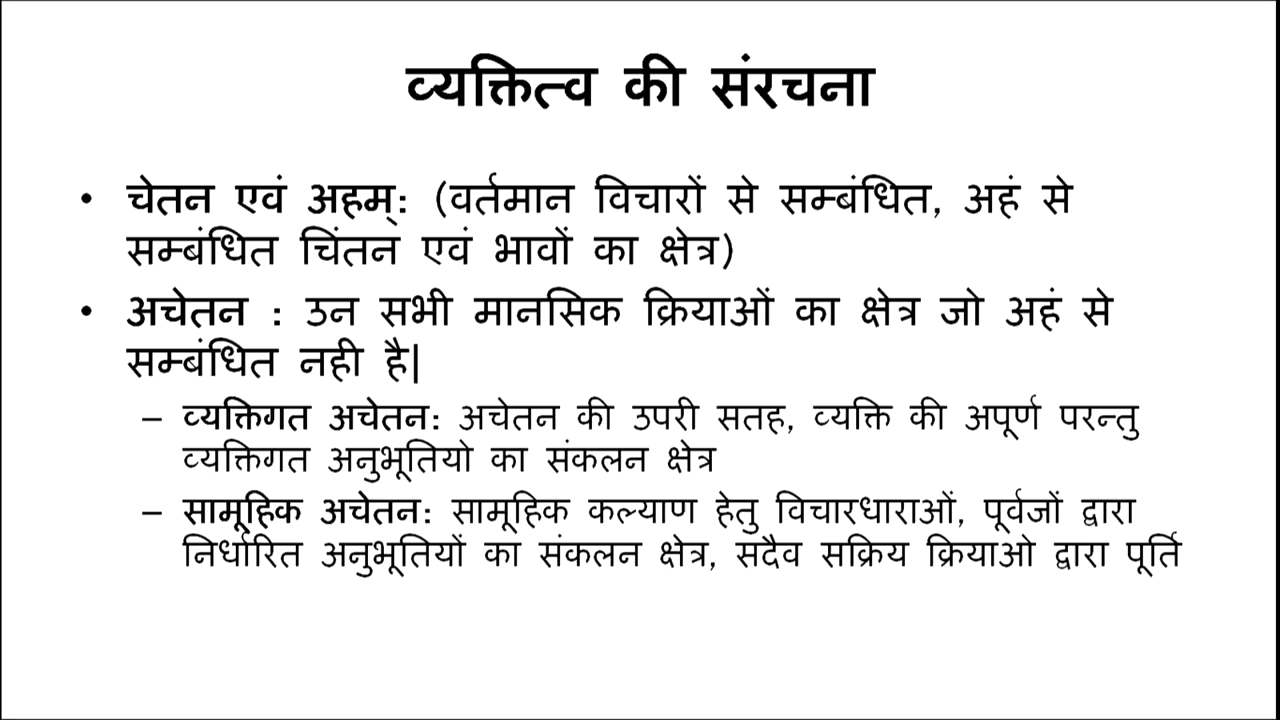 व्यक्तित्व की संरचना
• चेतन एवं अहम्: (वर्तमान विचारों से सम्बंधित, अहं से
सम्बंधित चिंतन एवं भावों का क्षेत्र)
• अचेतन : उन सभी मानसिक क्रियाओं का क्षेत्र जो अहं से
सम्बंधित नही है|
– व्यक्तिगत अचेतन: अचेतन की उपरी सतह, व्यक्ति की अपूर्ण परन्तु
व्यक्तिगत अनुभूतियो का संकलन क्षेत्र
– सामूहिक अचेतन: सामूहिक कल्याण हेतु विचारधाराओं, पूर्वजों द्वारा
निर्धारित अनुभूतियों का संकलन क्षेत्र, सदैव सक्रिय क्रियाओ द्वारा पूर्ति